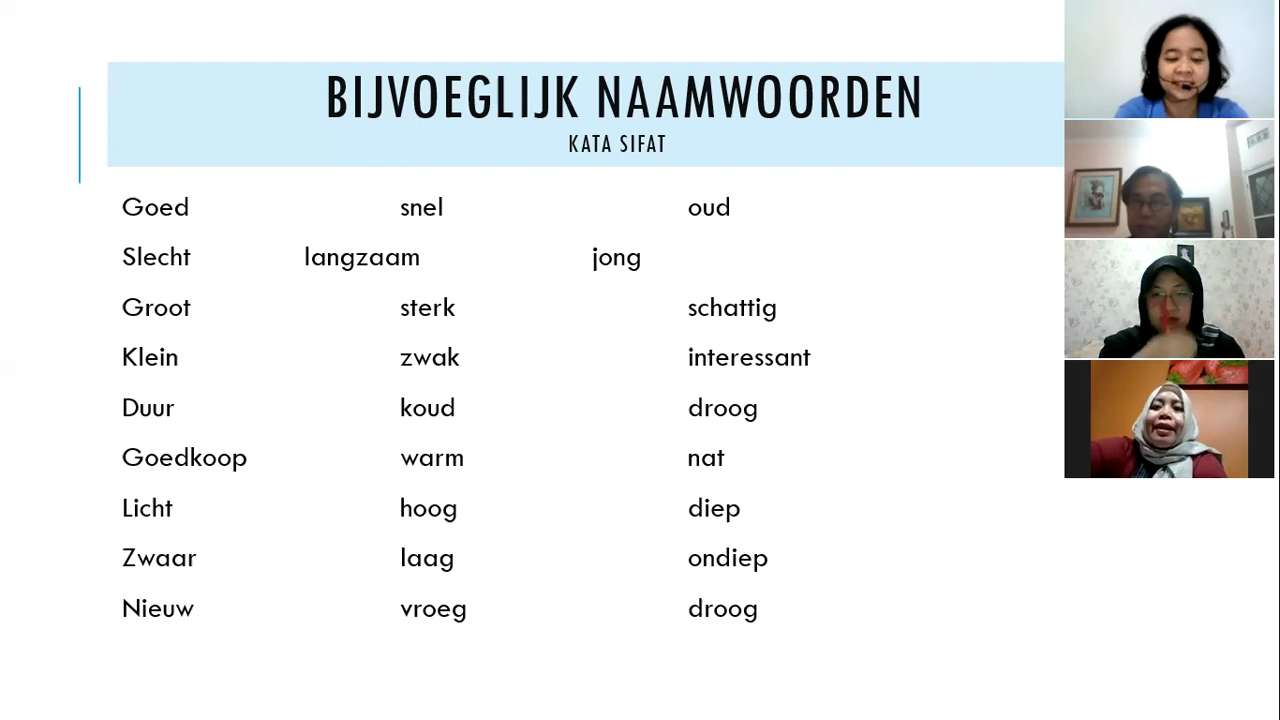 BIJVOEGLIJK NAAMWOORDEN
KATA SIFAT
Goed snel oud
Slecht langzaam jong
Groot sterk schattig
Klein zwak interessant
Duur koud droog
Goedkoop warm nat
Licht hoog diep
Zwaar laag ondiep
Nieuw vroeg droog